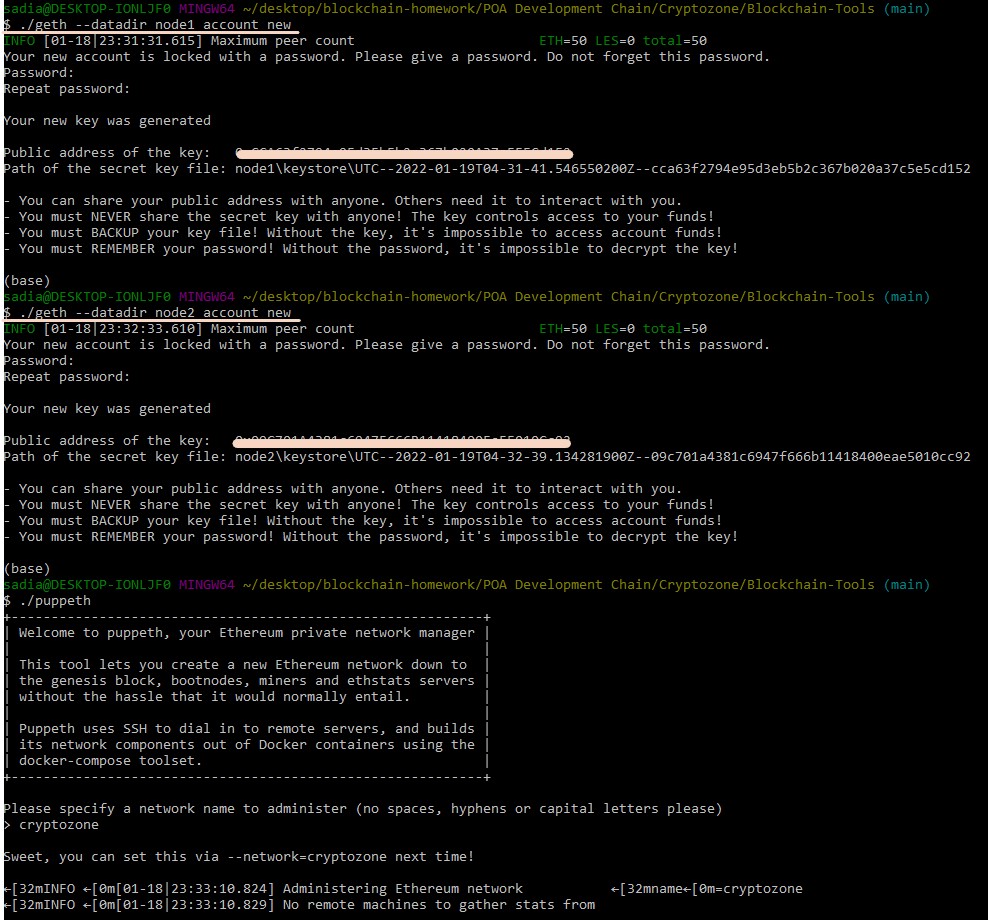 sadia@DESKTOP-IONLJF0 MINGW64 ~/desktop/blockchain-homework/POA Development Chain/Cryptozone/Blockchain-Tools (main)
$ ./geth --datadir node1 account new
INFO [01-18|23:31:31.615] Maximum peer count                       ETH=50 LES=0 total=50
Your new account is locked with a password. Please give a password. Do not forget this password.
Password:
Repeat password:
Your new key was generated
Public address of the key:
Path of the secret key file: node1\keystore\UTC--2022-01-19T04-31-41.546550200Z--cca63f2794e95d3eb5b2c367b020a37c5e5cd152
- You can share your public address with anyone. Others need it to interact with you.
- You must NEVER share the secret key with anyone! The key controls access to your funds!
- You must BACKUP your key file! Without the key, it's impossible to access account funds!
- You must REMEMBER your password! Without the password, it's impossible to decrypt the key!
(base)
sadia@DESKTOP-IONLJF0 MINGW64 ~/desktop/blockchain-homework/POA Development Chain/Cryptozone/Blockchain-Tools (main)
$ ./geth --datadir node2 account new
INFO [01-18|23:32:33.610] Maximum peer count                       ETH=50 LES=0 total=50
Your new account is locked with a password. Please give a password. Do not forget this password.
Password:
Repeat password:
Your new key was generated
Public address of the key:
Path of the secret key file: node2\keystore\UTC--2022-01-19T04-32-39.134281900Z--09c701a4381c6947f666b11418400eae5010cc92
- You can share your public address with anyone. Others need it to interact with you.
- You must NEVER share the secret key with anyone! The key controls access to your funds!
- You must BACKUP your key file! Without the key, it's impossible to access account funds!
- You must REMEMBER your password! Without the password, it's impossible to decrypt the key!
(base)
sadia@DESKTOP-IONLJF0 MINGW64 ~/desktop/blockchain-homework/POA Development Chain/Cryptozone/Blockchain-Tools (main)
$ ./puppeth
+-----------------------------------------------------------+
| Welcome to puppeth, your Ethereum private network manager |
|                                                           |
| This tool lets you create a new Ethereum network down to  |
| the genesis block, bootnodes, miners and ethstats servers |
| without the hassle that it would normally entail.         |
|                                                           |
| Puppeth uses SSH to dial in to remote servers, and builds |
| its network components out of Docker containers using the |
| docker-compose toolset.                                   |
+-----------------------------------------------------------+
Please specify a network name to administer (no spaces, hyphens or capital letters please)
> cryptozone
Sweet, you can set this via --network=cryptozone next time!
←[32mINFO ←[0m[01-18|23:33:10.824] Administering Ethereum network           ←[32mname←[0m=cryptozone
←[32mINFO ←[0m[01-18|23:33:10.829] No remote machines to gather stats from